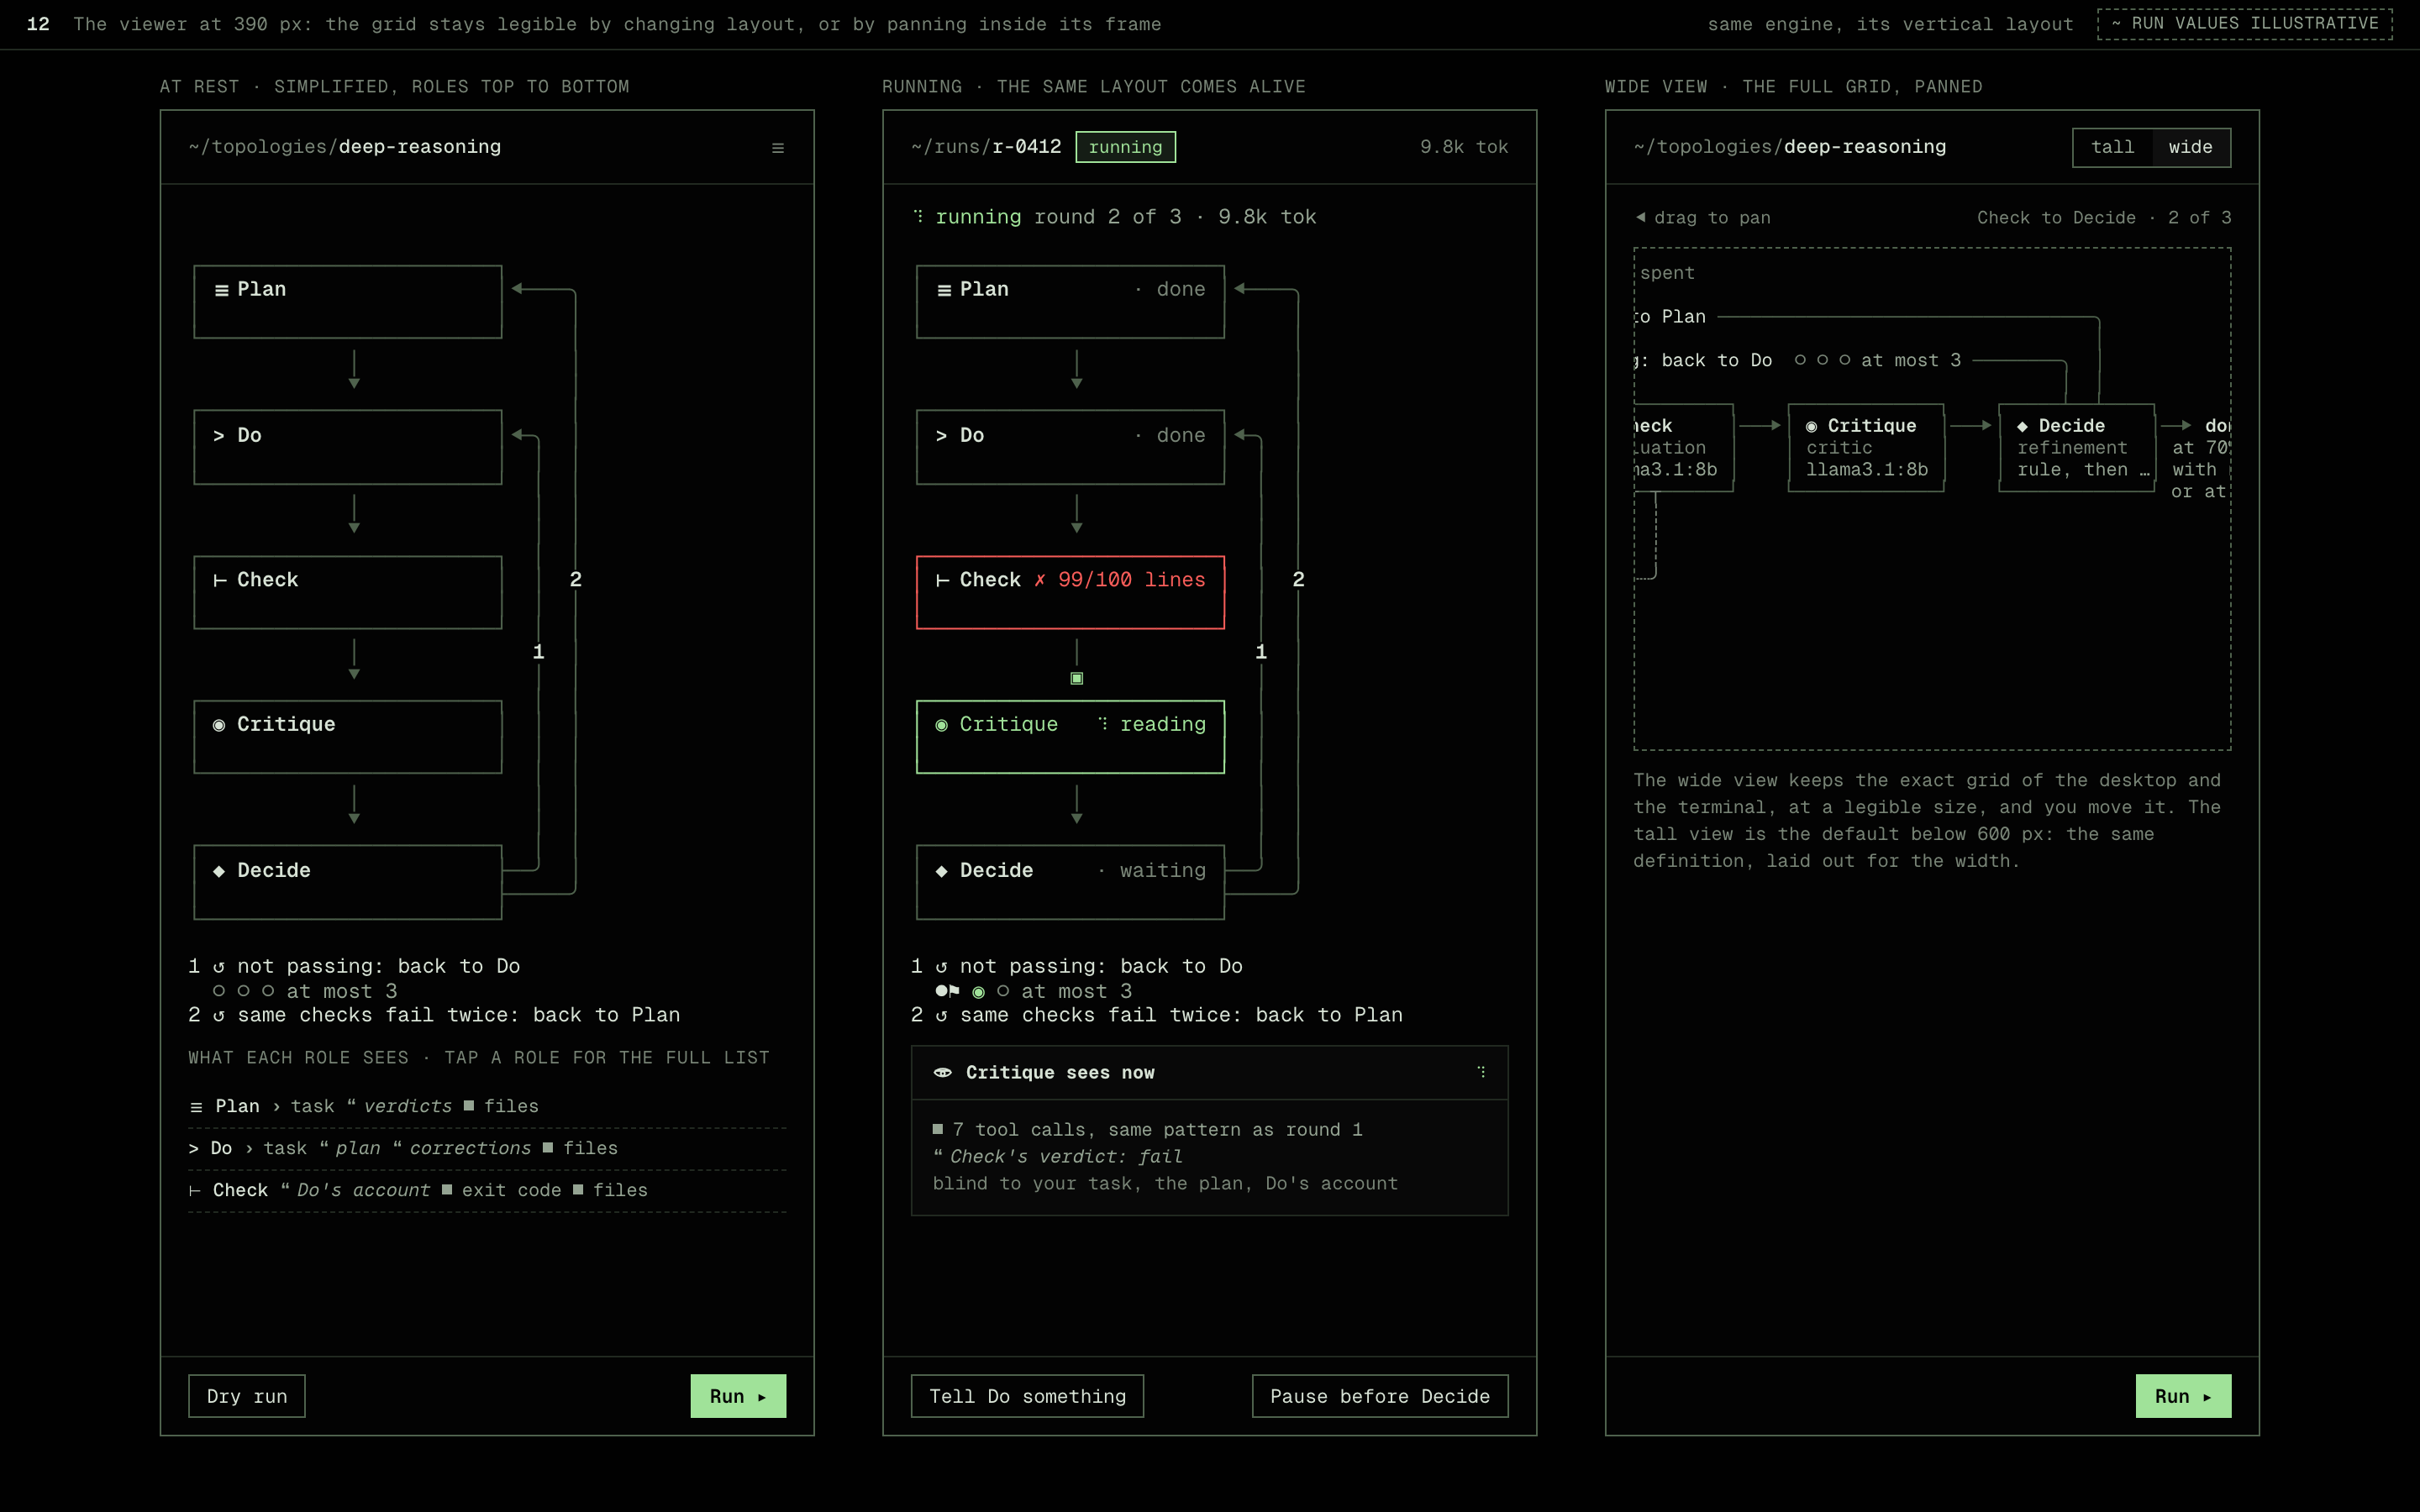 12 The viewer at 390 px: the grid stays legible by changing layout, or by panning inside its frame
same engine, its vertical layout ~ RUN VALUES ILLUSTRATIVE
AT REST · SIMPLIFIED, ROLES TOP TO BOTTOM
~/topologies/deep-reasoning ≡
≡ Plan
> Do
⊢ Check
2
1
◉ Critique
◆ Decide
1 ↺ not passing: back to Do
○ ○ ○ at most 3
2 ↺ same checks fail twice: back to Plan
WHAT EACH ROLE SEES · TAP A ROLE FOR THE FULL LIST
≡ Plan › task “ verdicts ■ files
> Do › task “ plan “ corrections ■ files
⊢ Check “ Do's account ■ exit code ■ files
Dry run
Run ▸
RUNNING · THE SAME LAYOUT COMES ALIVE
~/runs/r-0412 running 9.8k tok
running round 2 of 3 · 9.8k tok
≡ Plan · done
> Do · done
⊢ Check ✗ 99/100 lines
2
1
◉ Critique reading
◆ Decide · waiting
1 ↺ not passing: back to Do
●⚑ ◉ ○ at most 3
2 ↺ same checks fail twice: back to Plan
Critique sees now
■ 7 tool calls, same pattern as round 1
“ Check's verdict: fail
blind to your task, the plan, Do's account
Tell Do something
Pause before Decide
WIDE VIEW · THE FULL GRID, PANNED
~/topologies/deep-reasoning tall wide
◄ drag to pan Check to Decide · 2 of 3
spent
to Plan
: back to Do ○ ○ ○ at most 3
heck ◉ Critique ◆ Decide do
uation critic refinement at 70
a3.1:8b llama3.1:8b rule, then … with
or at
The wide view keeps the exact grid of the desktop and
the terminal, at a legible size, and you move it. The
tall view is the default below 600 px: the same
definition, laid out for the width.
Run ▸